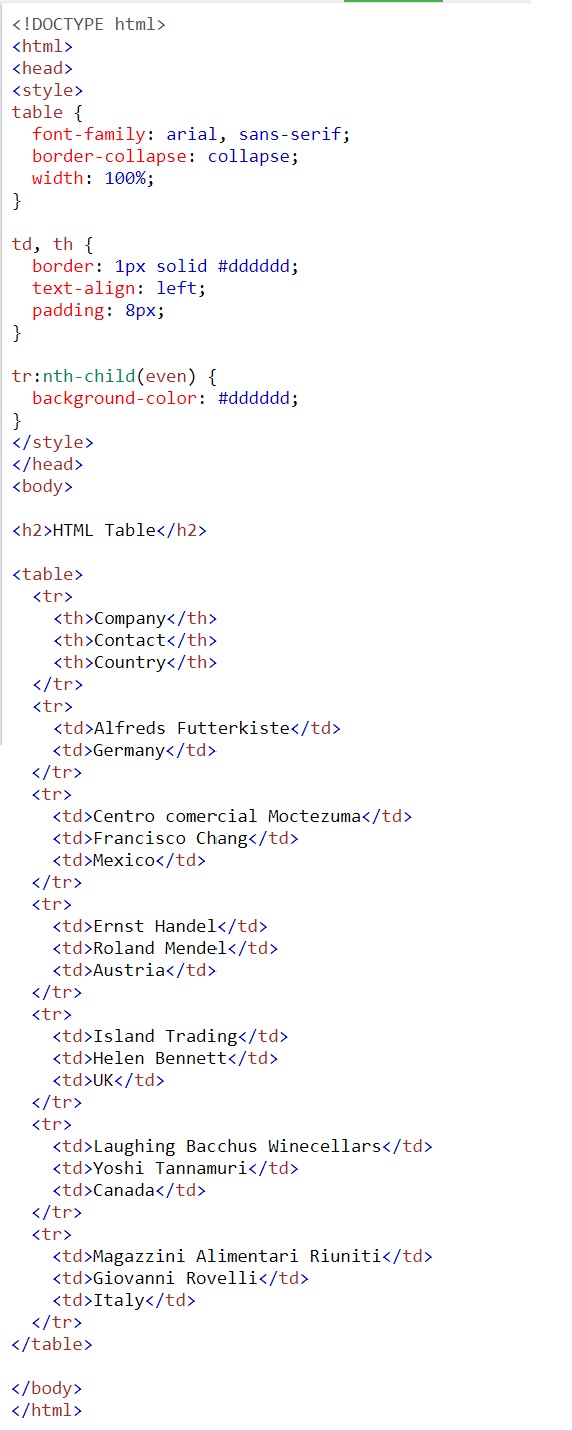 <!DOCTYPE html>
<html>
<head>
<style>
table {
  font-family: arial, sans-serif;
  border-collapse: collapse;
  width: 100%;
}

td, th {
  border: 1px solid #dddddd;
  text-align: left;
  padding: 8px;
}

tr:nth-child(even) {
  background-color: #dddddd;
}
</style>
</head>
<body>

<h2>HTML Table</h2>

<table>
  <tr>
    <th>Company</th>
    <th>Contact</th>
    <th>Country</th>
  </tr>
  <tr>
    <td>Alfreds Futterkiste</td>
    <td>Germany</td>
  </tr>
  <tr>
    <td>Centro comercial Moctezuma</td>
    <td>Francisco Chang</td>
    <td>Mexico</td>
  </tr>
  <tr>
    <td>Ernst Handel</td>
    <td>Roland Mendel</td>
    <td>Austria</td>
  </tr>
  <tr>
    <td>Island Trading</td>
    <td>Helen Bennett</td>
    <td>UK</td>
  </tr>
  <tr>
    <td>Laughing Bacchus Winecellars</td>
    <td>Yoshi Tannamuri</td>
    <td>Canada</td>
  </tr>
  <tr>
    <td>Magazzini Alimentari Riuniti</td>
    <td>Giovanni Rovelli</td>
    <td>Italy</td>
  </tr>
</table>

</body>
</html>